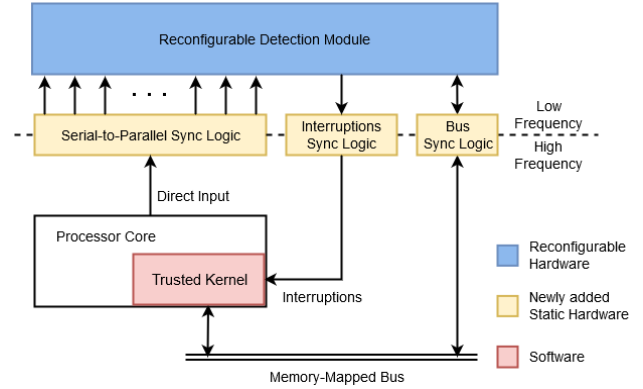 Reconfigurable Detection Module
. . .
Low
Frequency
Serial-to-Parallel Sync Logic
Interruptions
Sync Logic
Bus
Sync Logic
High
Frequency
Direct Input
Processor Core
Trusted Kernel
Interruptions
Memory-Mapped Bus
Reconfigurable
Hardware
Newly added
Static Hardware
Software